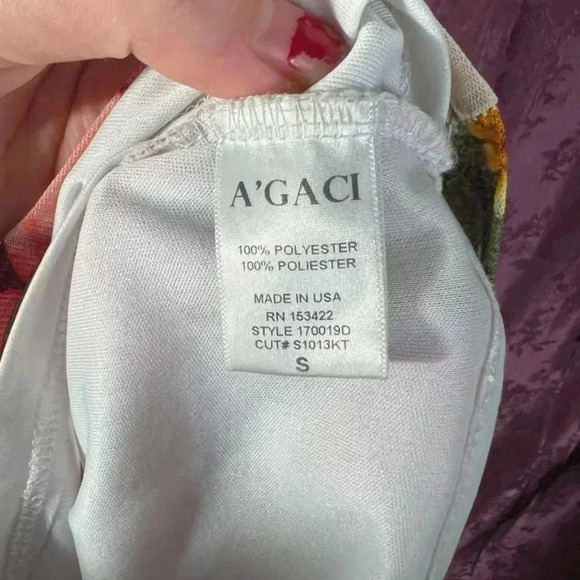 A'GACI
100% POLYESTER
100% POLIESTER
MADE IN USA
RN 153422
STYLE 170019D
CUT# S1013KT
S